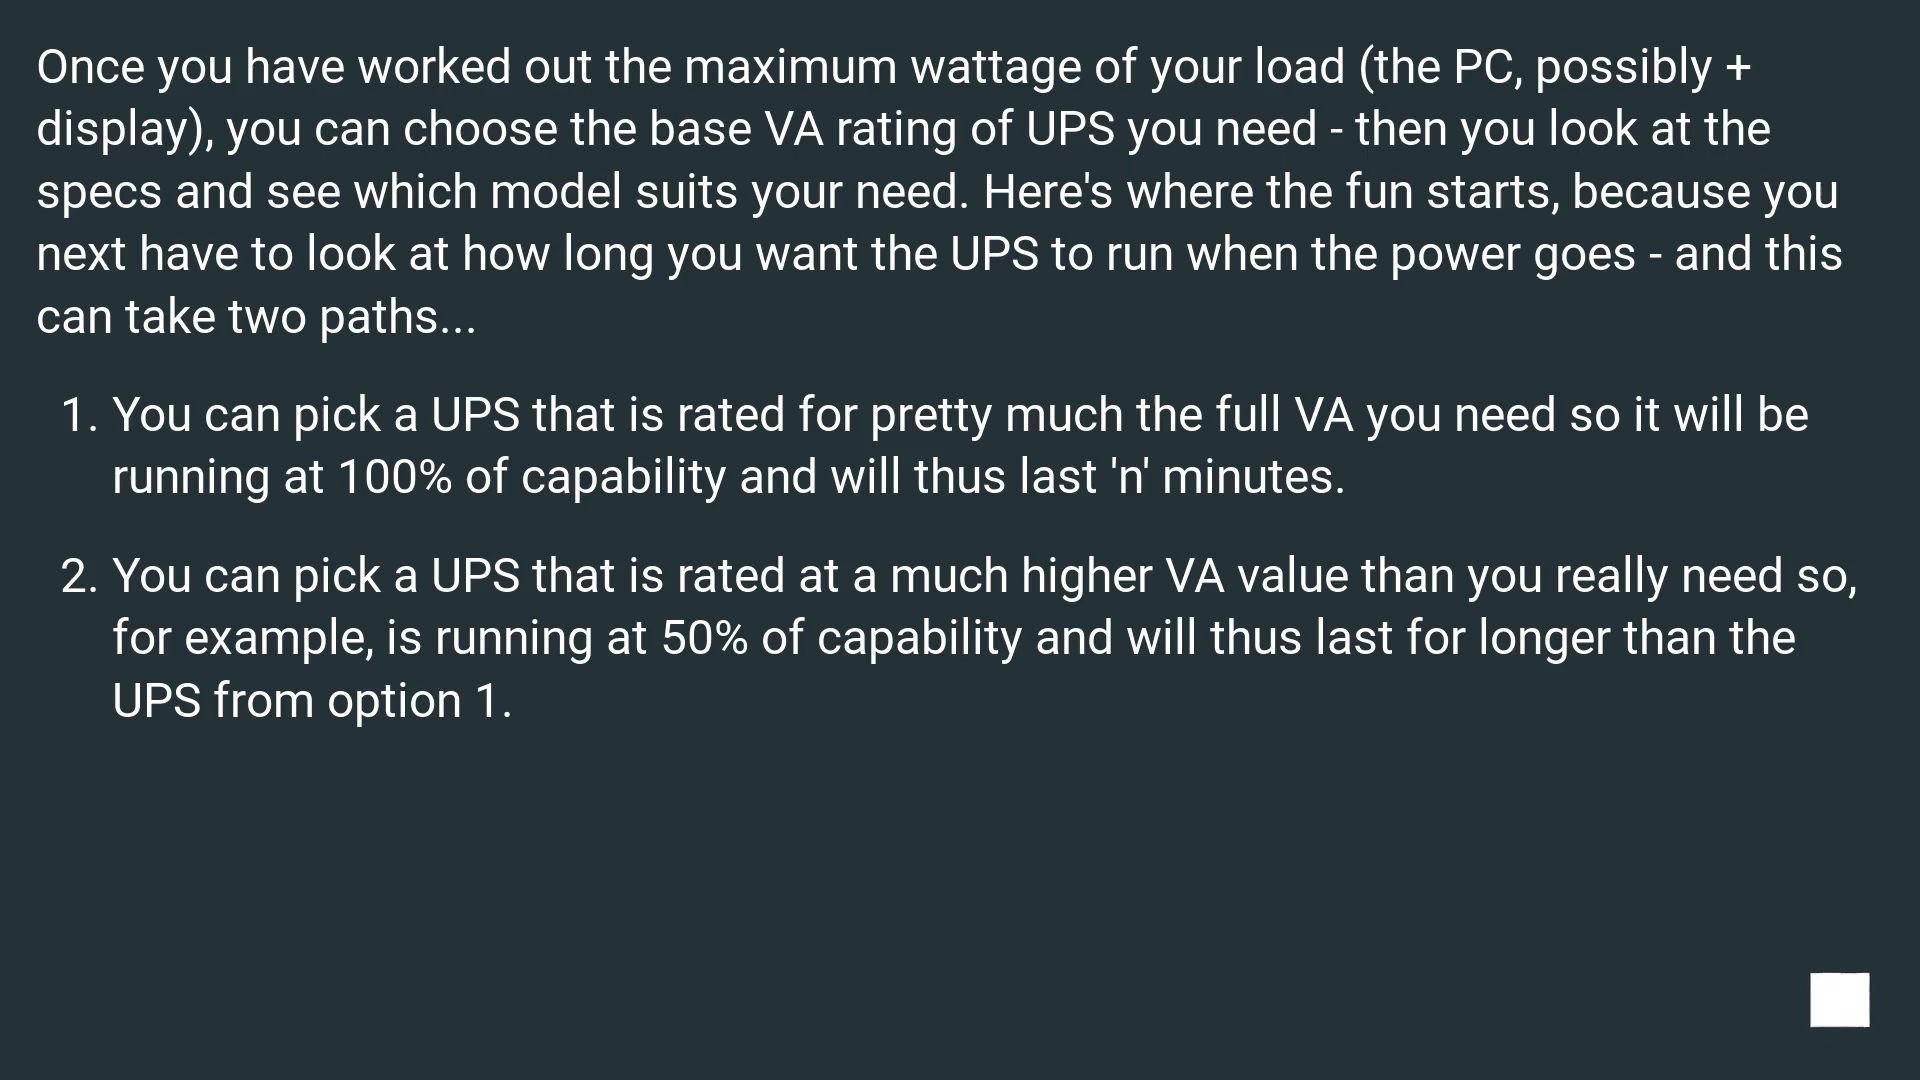 Once you have worked out the maximum wattage of your load (the PC, possibly +
display), you can choose the base VA rating of UPS you need - then you look at the
specs and see which model suits your need. Here's where the fun starts, because you
next have to look at how long you want the UPS to run when the power goes - and this
can take two paths...
1. You can pick a UPS that is rated for pretty much the full VA you need so it will be
running at 100% of capability and will thus last 'n' minutes.
2. You can pick a UPS that is rated at a much higher VA value than you really need so,
for example, is running at 50% of capability and will thus last for longer than the
UPS from option 1.